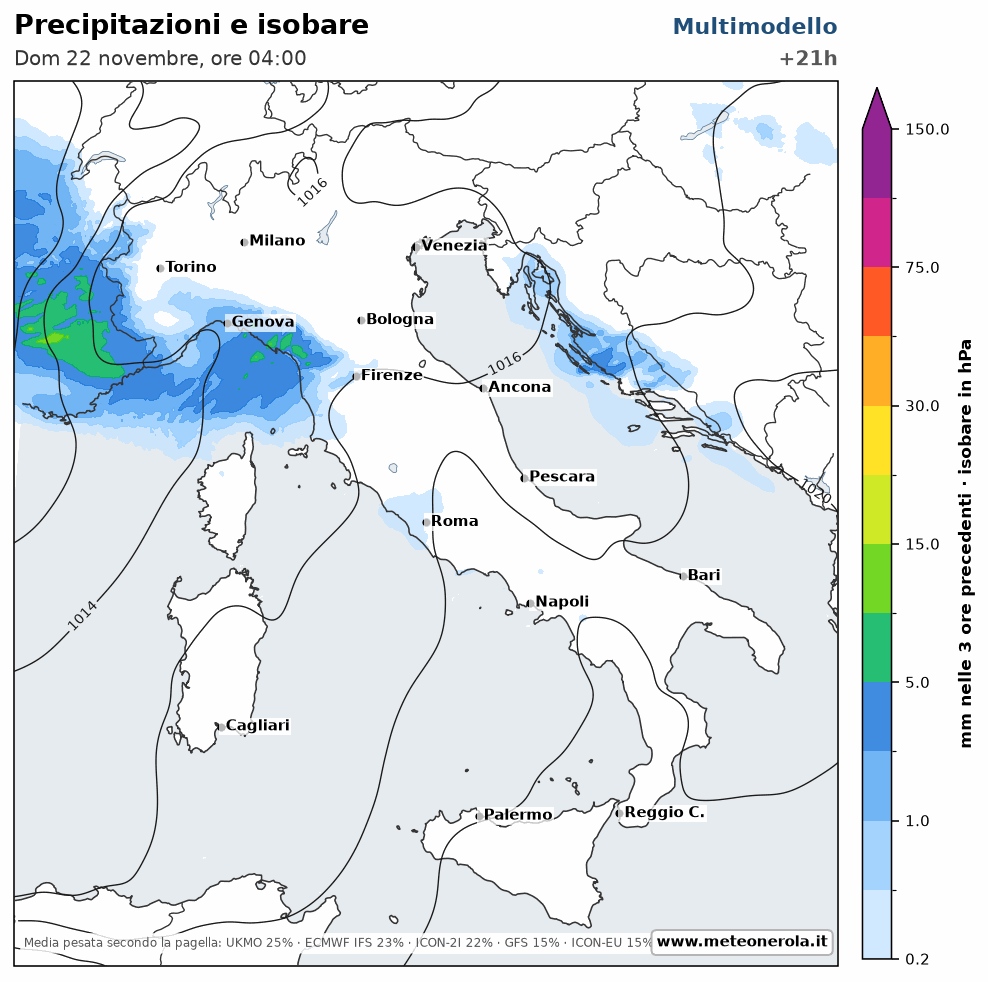 Precipitazioni e isobare
Multimodello
Dom 22 novembre, ore 04:00
+21h
150.0
75.0
30.0
15.0
5.0
1.0
0.2
mm nelle 3 ore precedenti · isobare in hPa
1016
Milano
Venezia
Torino
Genova
Bologna
1016
Firenze
Ancona
Pescara
1020
Roma
Bari
Napoli
1014
Cagliari
Palermo
Reggio C.
Media pesata secondo la pagella: UKMO 25% · ECMWF IFS 23% · ICON-2I 22% · GFS 15% · ICON-EU 15%
www.meteonerola.it